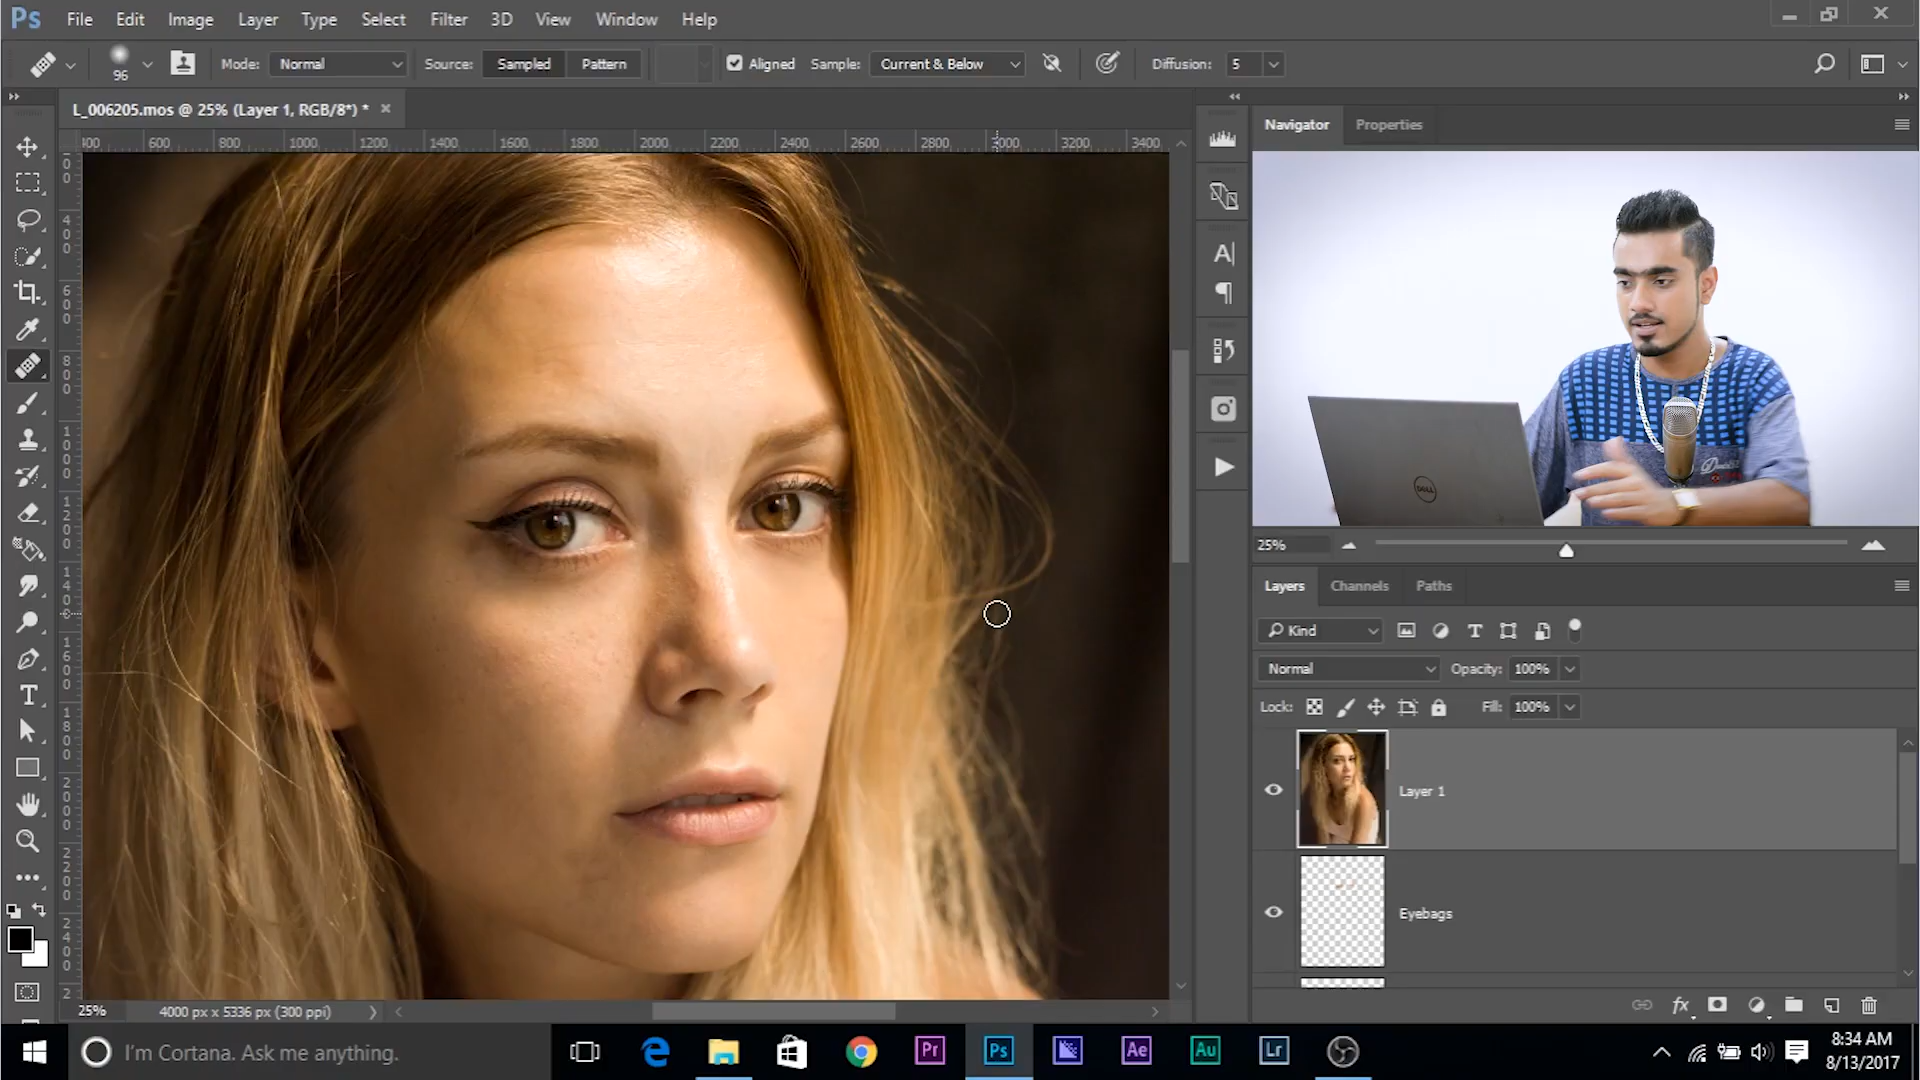 Ps File Edit Image Layer Type Select Filter 3D View Window Help
96 Mode: Normal Source: Sampled Pattern Aligned Sample: Current & Below Diffusion: 5
L_006205.mos @ 25% (Layer 1, RGB/8*) *
600 800 1000 1200 1400 1600 1800 2000 2200 2400 2600 2800 3000 3200 3400
Navigator Properties
DELL
25%
Layers Channels Paths
Kind
Normal Opacity: 100%
Lock: Fill: 100%
Layer 1
Eyebags
25% 4000 px x 5336 px (300 ppi)
I'm Cortana. Ask me anything.
Pr Ps Ae Au Lr
8:34 AM
8/13/2017